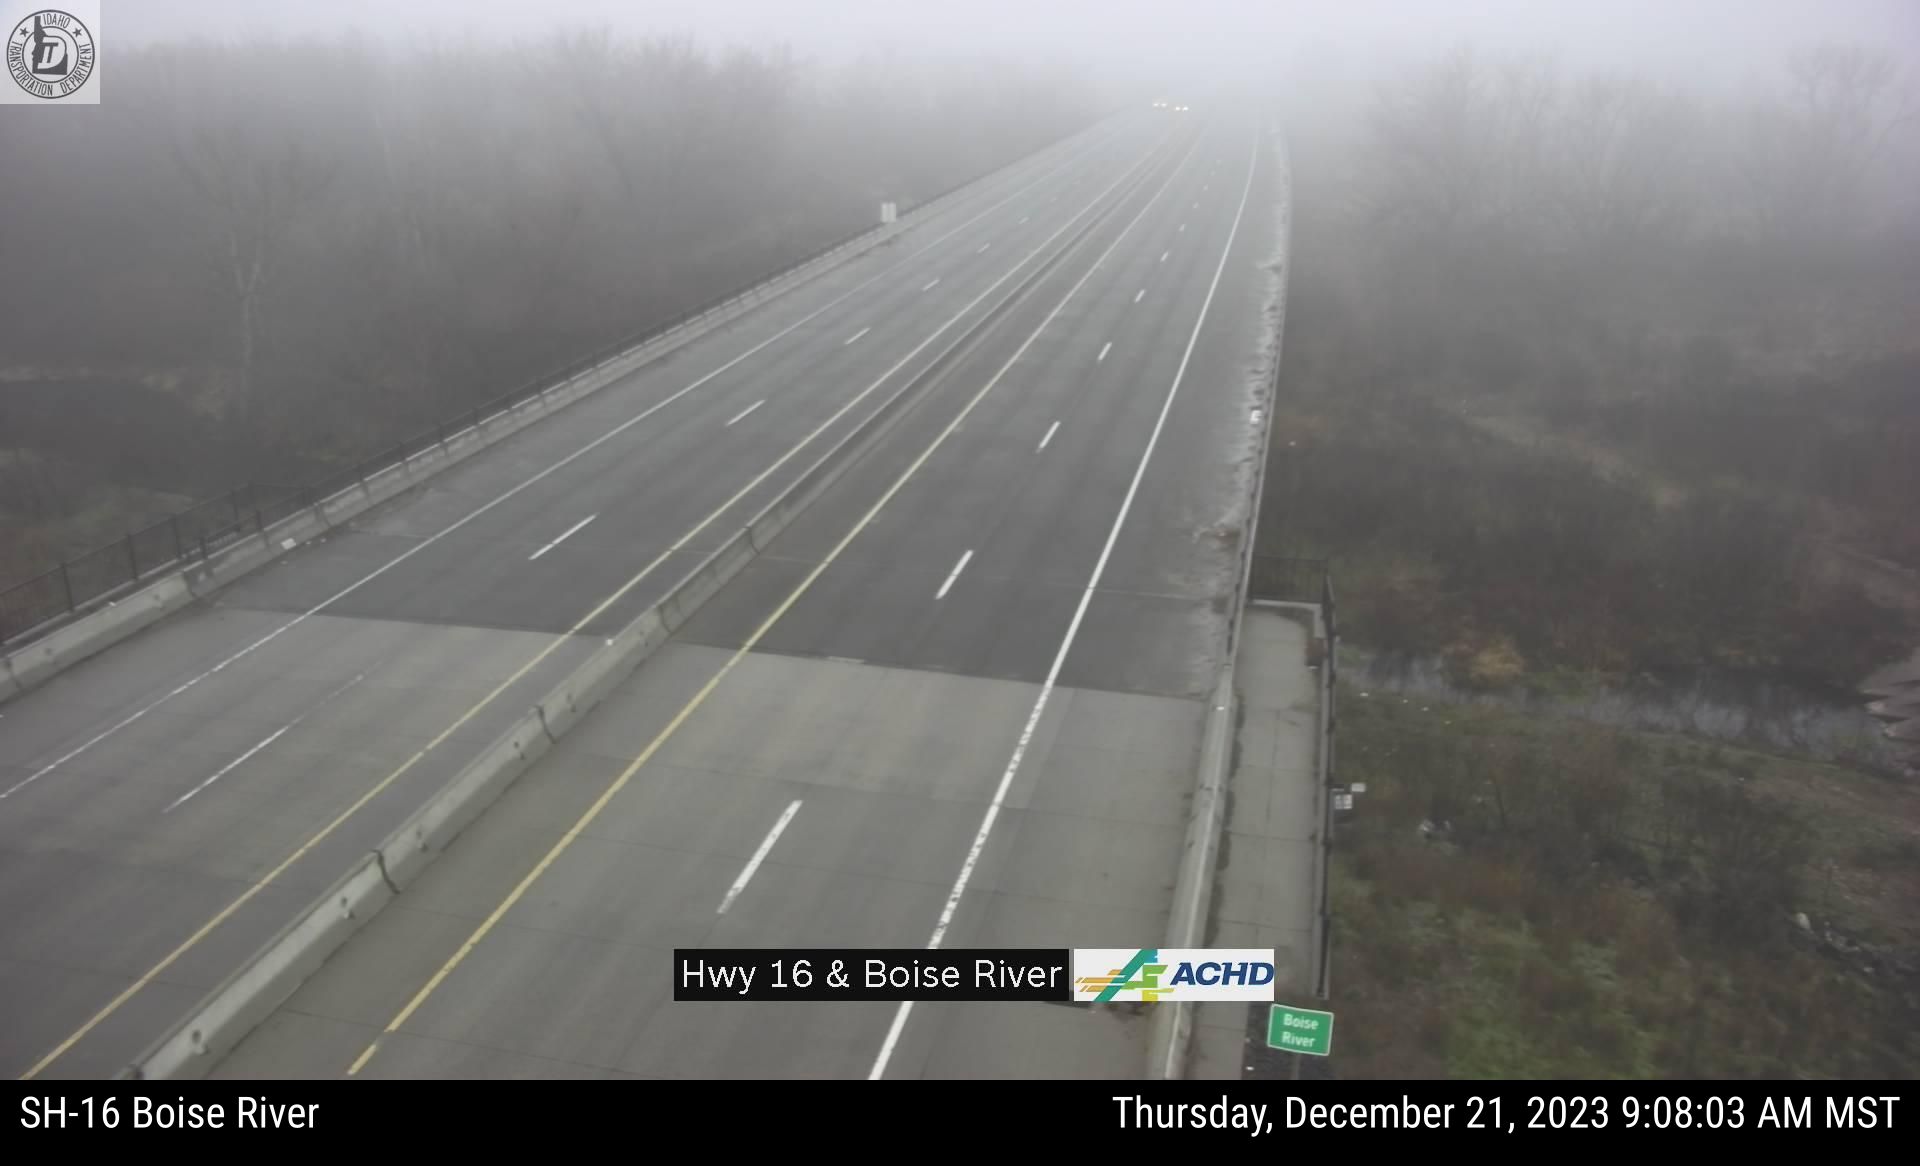 IDAHO
TRANSPORTATION DEPARTMENT
Hwy 16 & Boise River
ACHD
Boise
River
SH-16 Boise River
Thursday, December 21, 2023 9:08:03 AM MST